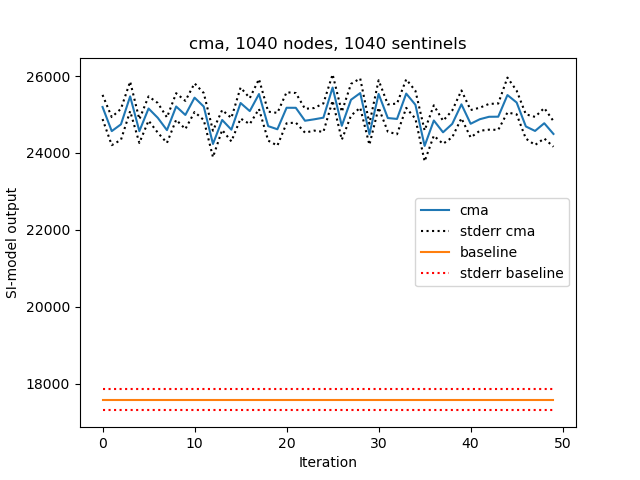 cma, 1040 nodes, 1040 sentinels
SI-model output
26000
24000
22000
20000
18000
cma
stderr cma
baseline
stderr baseline
0
10
20
30
40
50
Iteration